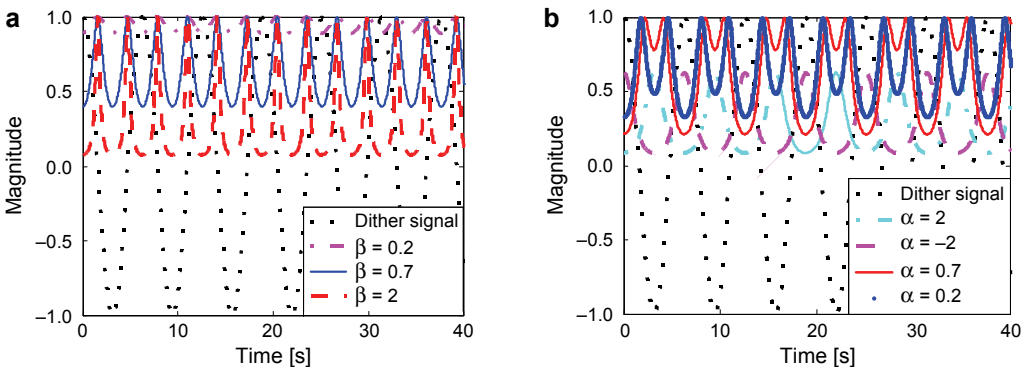 a
1.0
0.5
0.0
–0.5
–1.0
Magnitude
0
10
20
30
40
Time [s]
Dither signal
β = 0.2
β = 0.7
β = 2
b
1.0
0.5
0.0
–0.5
–1.0
Magnitude
0
10
20
30
40
Time [s]
Dither signal
α = 2
α = –2
α = 0.7
α = 0.2